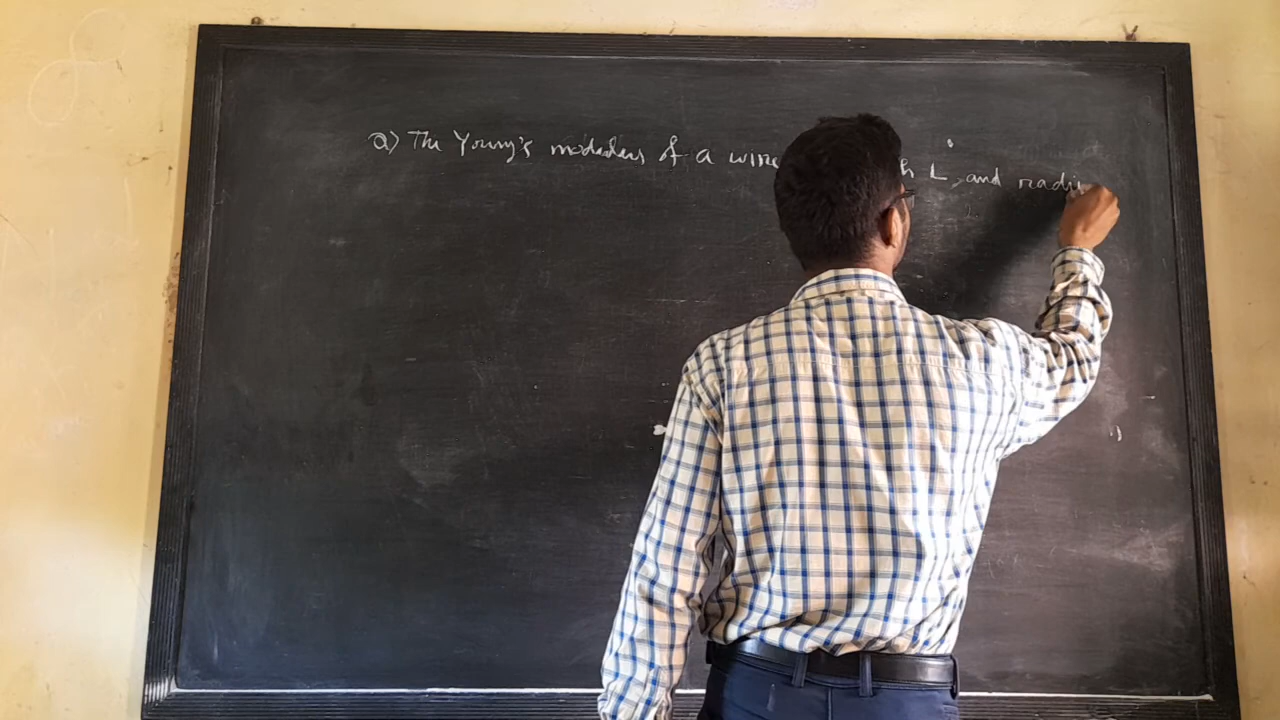 Q) The Young's modulus of a wire L, and radi